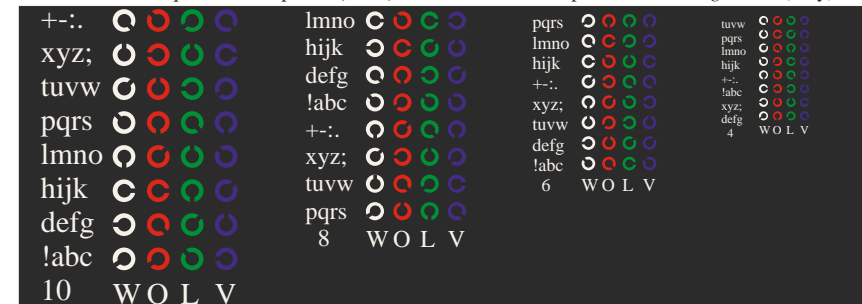 +-:.
xyz;
tuvw
pqrs
lmno
hijk
defg
!abc
10 W O L V
lmno
hijk
defg
!abc
+-:.
xyz;
tuvw
pqrs
8 W O L V
pqrs
lmno
hijk
+-:.
xyz;
tuvw
defg
!abc
6 W O L V
tuvw
pqrs
lmno
hijk
+-:.
!abc
xyz;
defg
4 W O L V